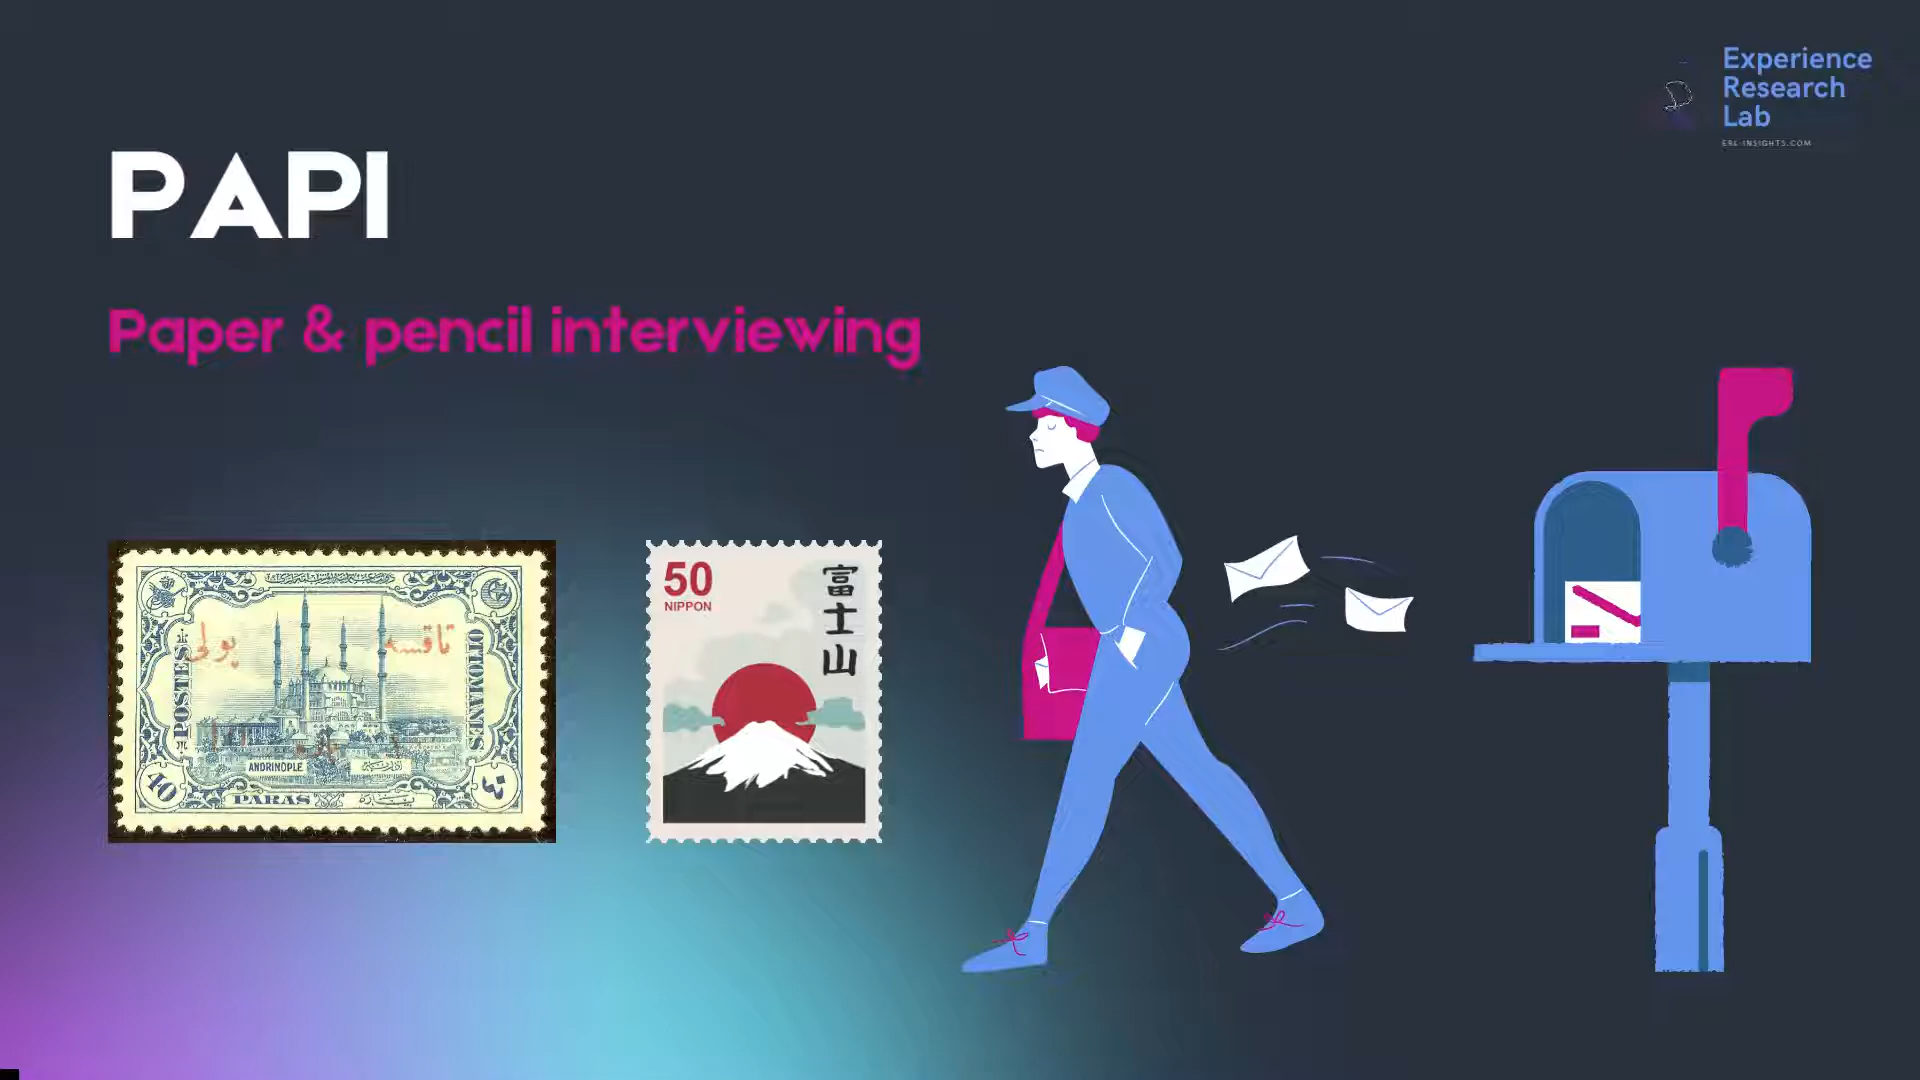 Experience
Research
Lab
ERL-INSIGHTS.COM
PAPI
Paper & pencil interviewing
POSTES
OTTOMANES
ANDRINOPLE
40
PARAS
50
NIPPON
富
士
山